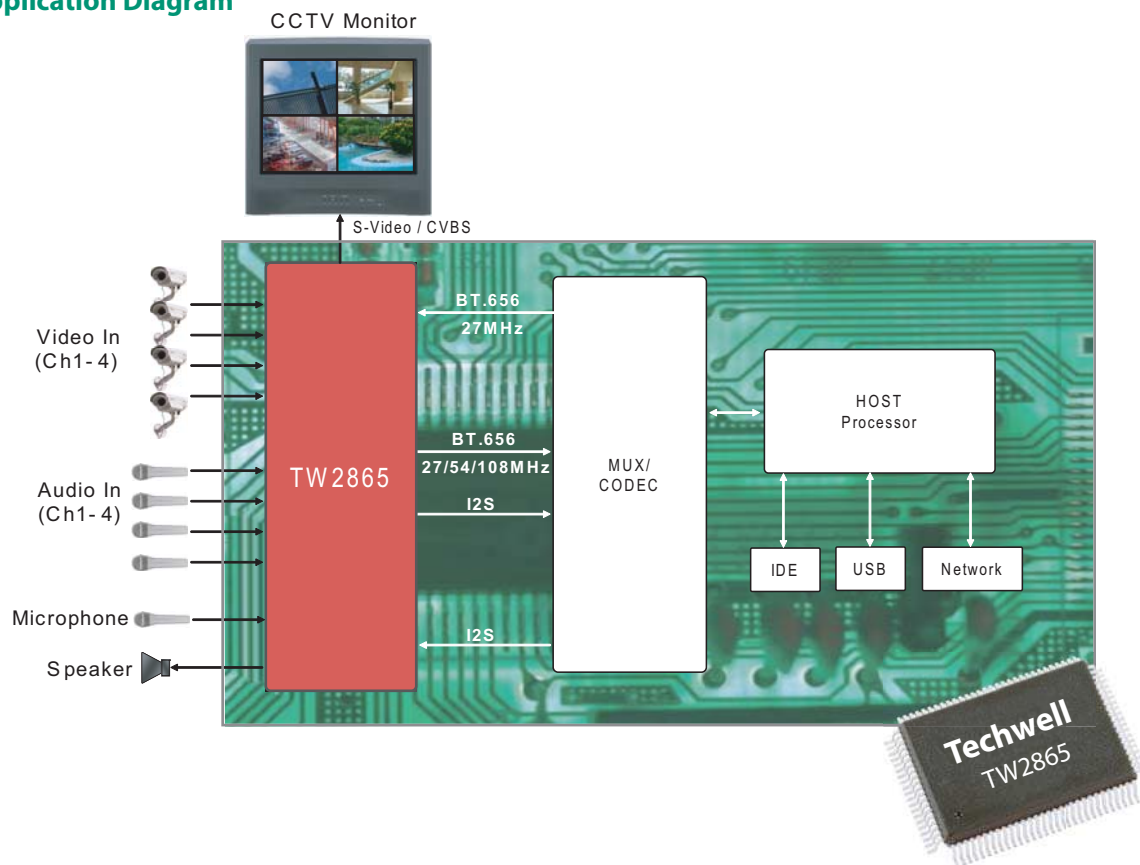 plication Diagram
CCTV Monitor
S-Video / CVBS
Video In
(Ch1-4)
Audio In
(Ch1-4)
Microphone
Speaker
TW2865
BT.656
27MHz
BT.656
27/54/108MHz
I2S
I2S
MUX/
CODEC
HOST
Processor
IDE
USB
Network
Techwell
TW2865